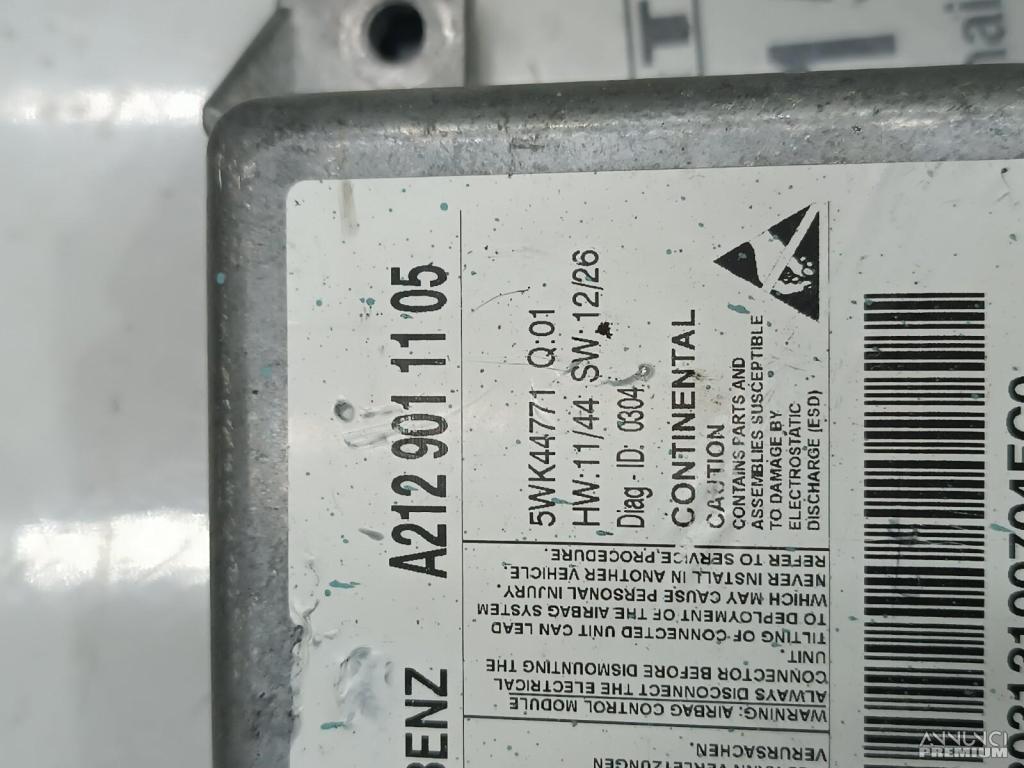 BENZ A212 901 11 05
5WK44771 Q:01
HW:11/44 SW:12/26
Diag - ID: 0304
CONTINENTAL
CAUTION
CONTAINS PARTS AND
ASSEMBLIES SUSCEPTIBLE
TO DAMAGE BY
ELECTROSTATIC
DISCHARGE (ESD)
WARNING: AIRBAG CONTROL MODULE
ALWAYS DISCONNECT THE ELECTRICAL
CONNECTOR BEFORE DISMOUNTING THE
UNIT
TILTING OF CONNECTED UNIT CAN LEAD
TO DEPLOYMENT OF THE AIRBAG SYSTEM
WHICH MAY CAUSE PERSONAL INJURY.
NEVER INSTALL IN ANOTHER VEHICLE.
REFER TO SERVICE PROCEDURE.
VERLETZUNGEN
VERURSACHEN.
ANNUNCI
PREMIUM